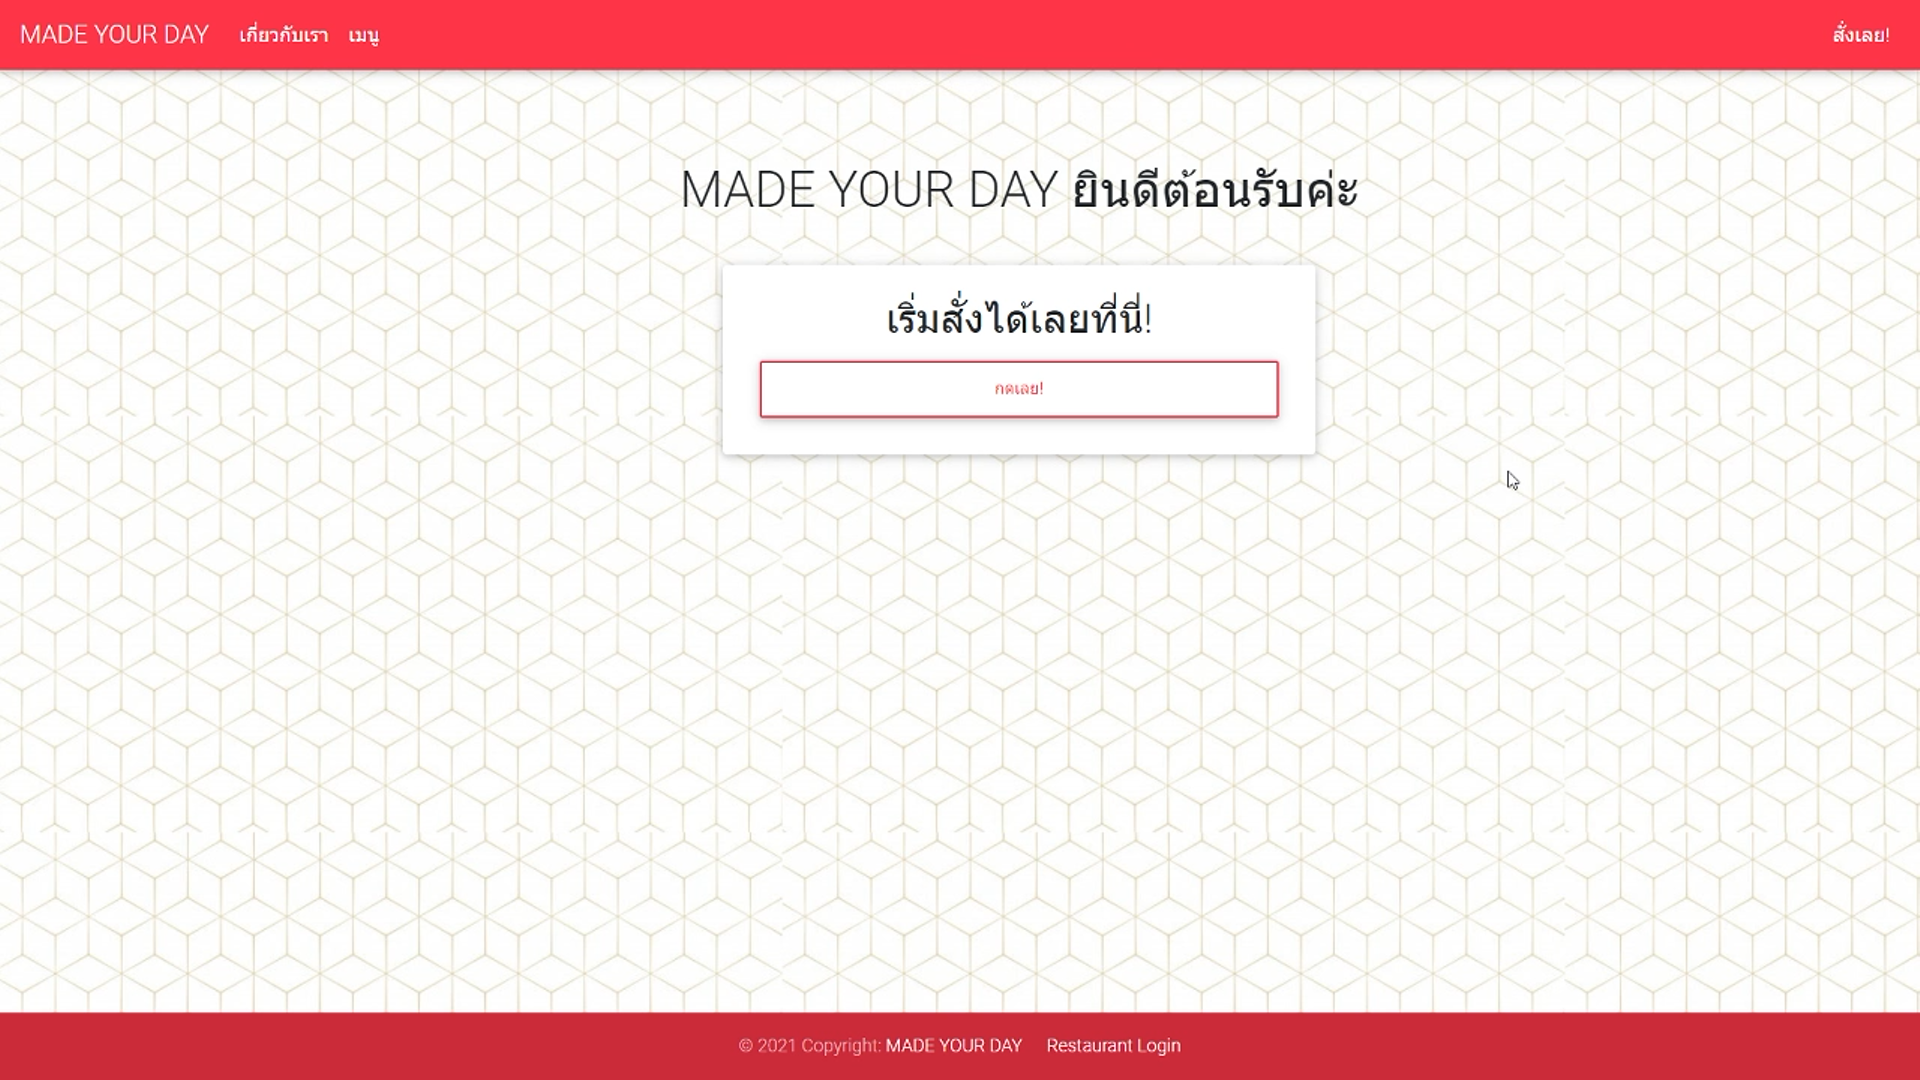 MADE YOUR DAY เกี่ยวกับเรา เมนู สั่งเลย!
MADE YOUR DAY ยินดีต้อนรับค่ะ
เริ่มสั่งได้เลยที่นี่!
กดเลย!
© 2021 Copyright: MADE YOUR DAY Restaurant Login